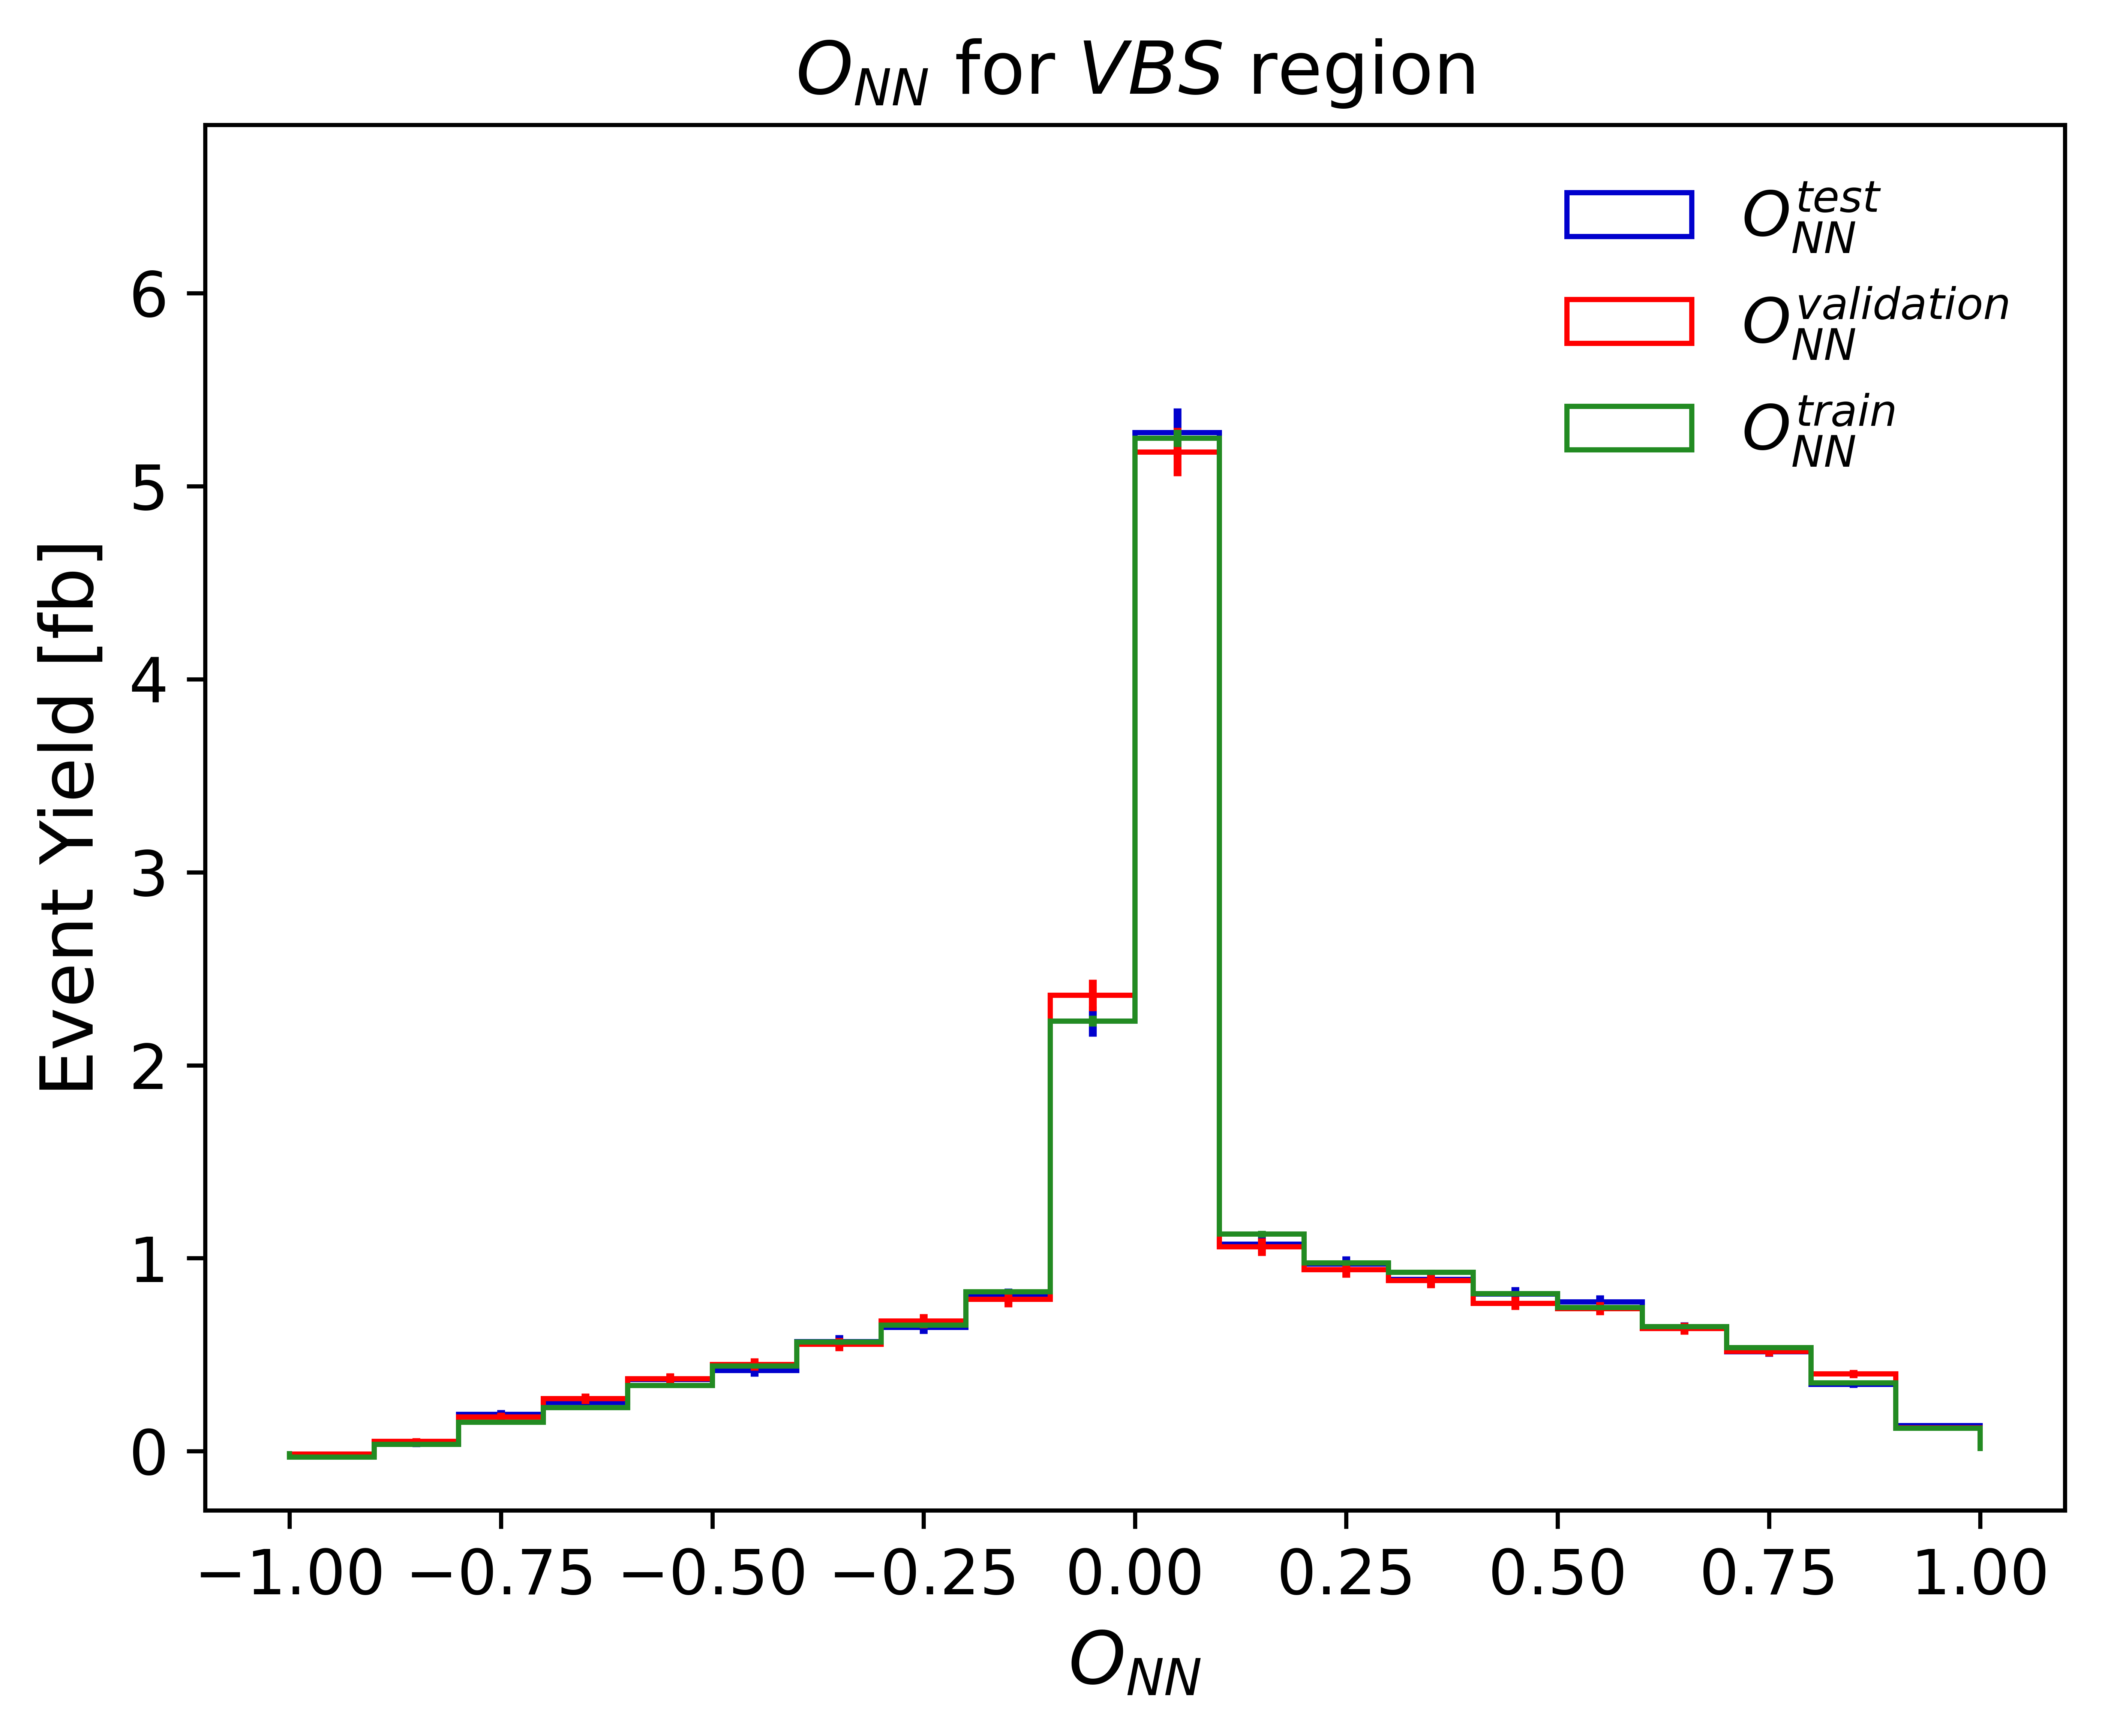 O_NN for VBS region
O_NN^test
O_NN^validation
O_NN^train
Event Yield [fb]
6
5
4
3
2
1
0
−1.00 −0.75 −0.50 −0.25 0.00 0.25 0.50 0.75 1.00
O_NN